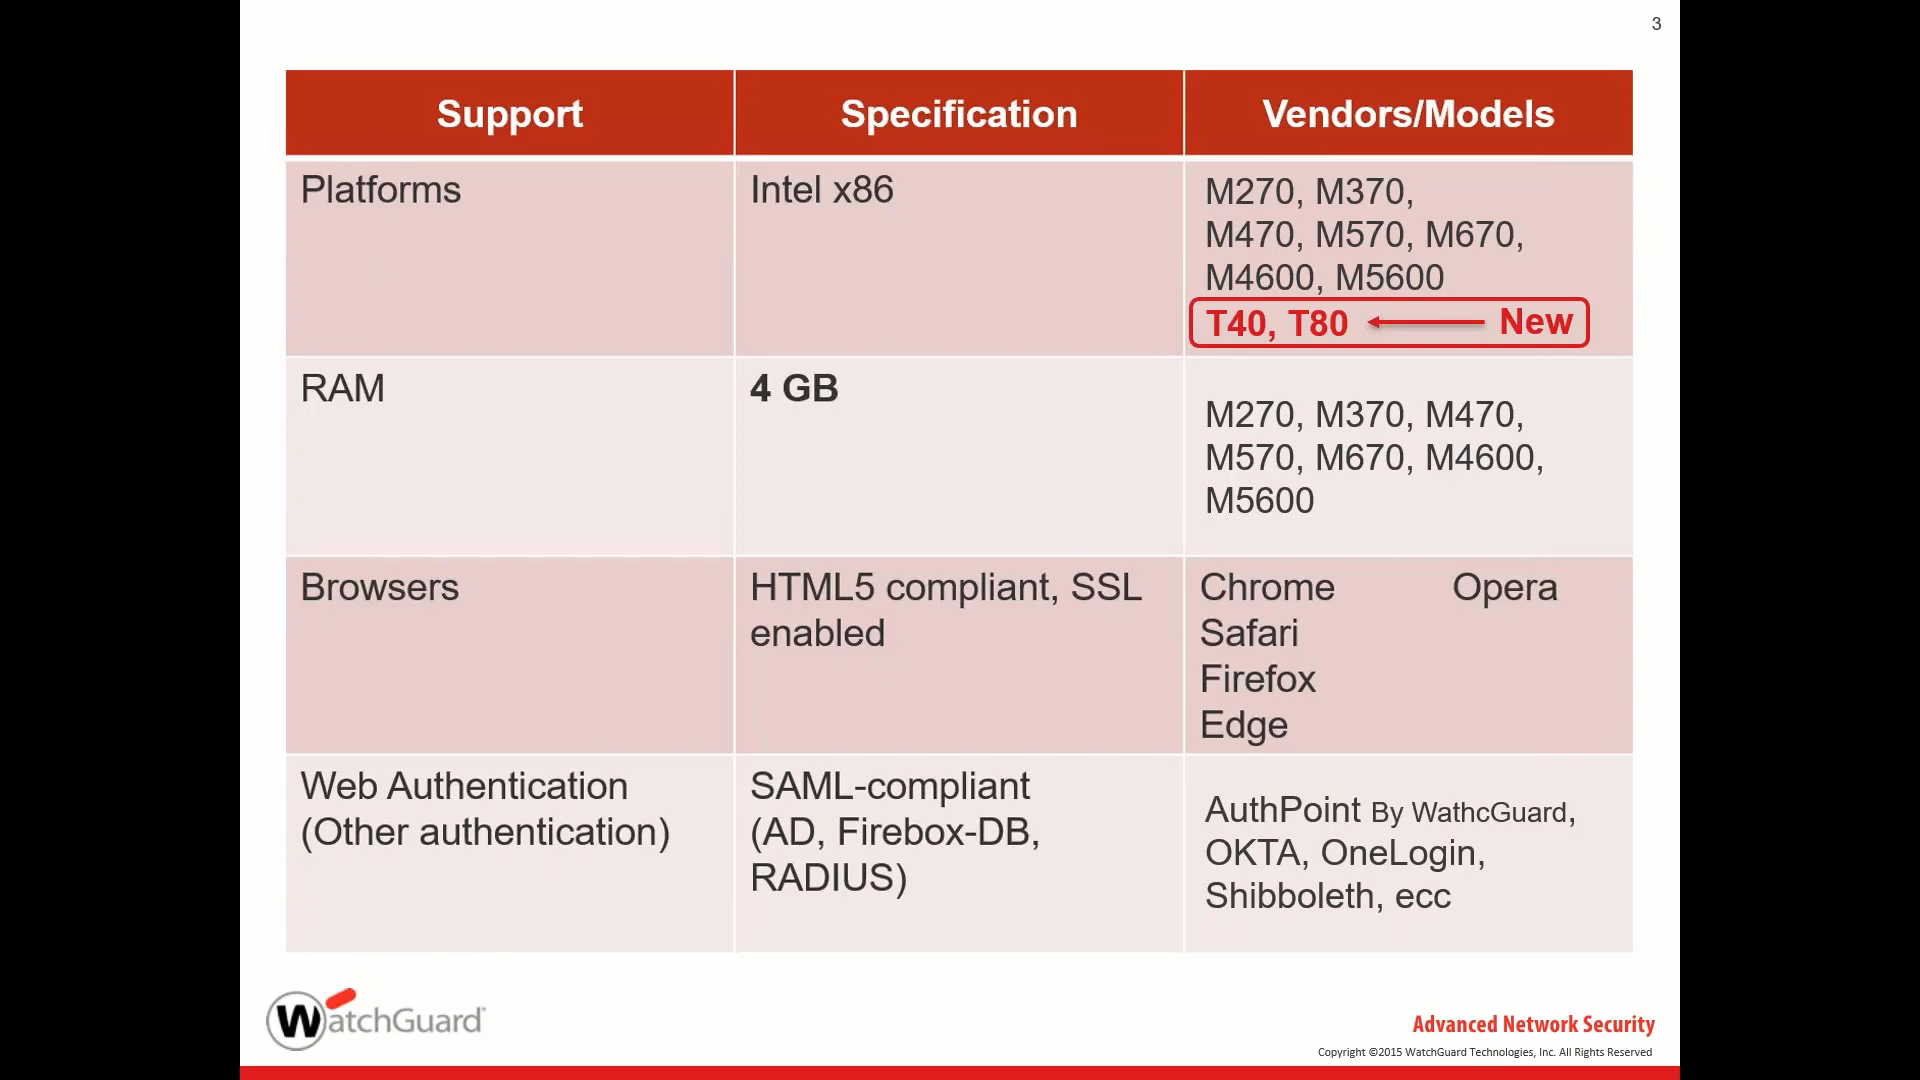 3
Support
Specification
Vendors/Models
Platforms
Intel x86
M270, M370,
M470, M570, M670,
M4600, M5600
T40, T80
New
RAM
4 GB
M270, M370, M470,
M570, M670, M4600,
M5600
Browsers
HTML5 compliant, SSL
enabled
Chrome Opera
Safari
Firefox
Edge
Web Authentication
(Other authentication)
SAML-compliant
(AD, Firebox-DB,
RADIUS)
AuthPoint By WathcGuard,
OKTA, OneLogin,
Shibboleth, ecc
WatchGuard
Advanced Network Security
Copyright ©2015 WatchGuard Technologies, Inc. All Rights Reserved